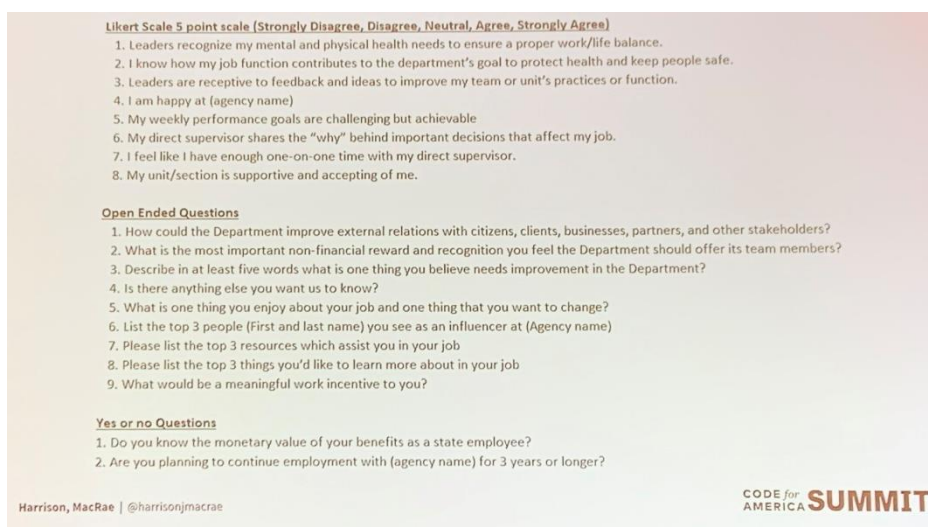 Likert Scale 5 point scale (Strongly Disagree, Disagree, Neutral, Agree, Strongly Agree)
1. Leaders recognize my mental and physical health needs to ensure a proper work/life balance.
2. I know how my job function contributes to the department's goal to protect health and keep people safe.
3. Leaders are receptive to feedback and ideas to improve my team or unit's practices or function.
4. I am happy at (agency name)
5. My weekly performance goals are challenging but achievable
6. My direct supervisor shares the "why" behind important decisions that affect my job.
7. I feel like I have enough one-on-one time with my direct supervisor.
8. My unit/section is supportive and accepting of me.
Open Ended Questions
1. How could the Department improve external relations with citizens, clients, businesses, partners, and other stakeholders?
2. What is the most important non-financial reward and recognition you feel the Department should offer its team members?
3. Describe in at least five words what is one thing you believe needs improvement in the Department?
4. Is there anything else you want us to know?
5. What is one thing you enjoy about your job and one thing that you want to change?
6. List the top 3 people (First and last name) you see as an influencer at (Agency name)
7. Please list the top 3 resources which assist you in your job
8. Please list the top 3 things you'd like to learn more about in your job
9. What would be a meaningful work incentive to you?
Yes or no Questions
1. Do you know the monetary value of your benefits as a state employee?
2. Are you planning to continue employment with (agency name) for 3 years or longer?
Harrison, MacRae | @harrisonjmacrae
CODE for AMERICA SUMMIT